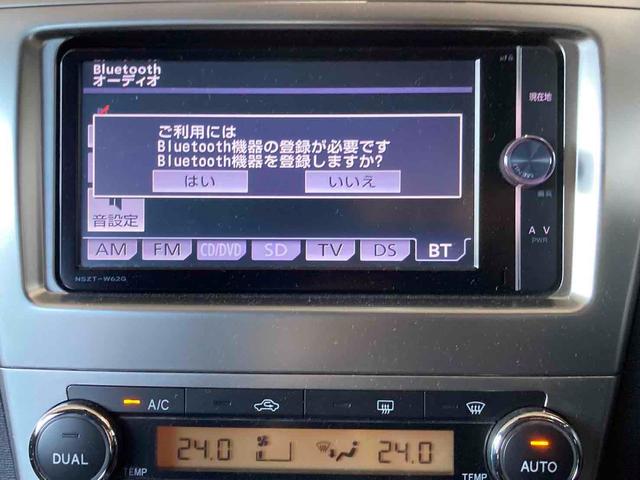 Bluetooth
オーディオ
ご利用には
Bluetooth機器の登録が必要です
Bluetooth機器を登録しますか?
はい いいえ
音設定
AM FM CD/DVD SD TV DS BT
現在地
AV
PWR
NSZT-W62G
A/C
DUAL
TEMP
24.0 24.0
TEMP
AUTO